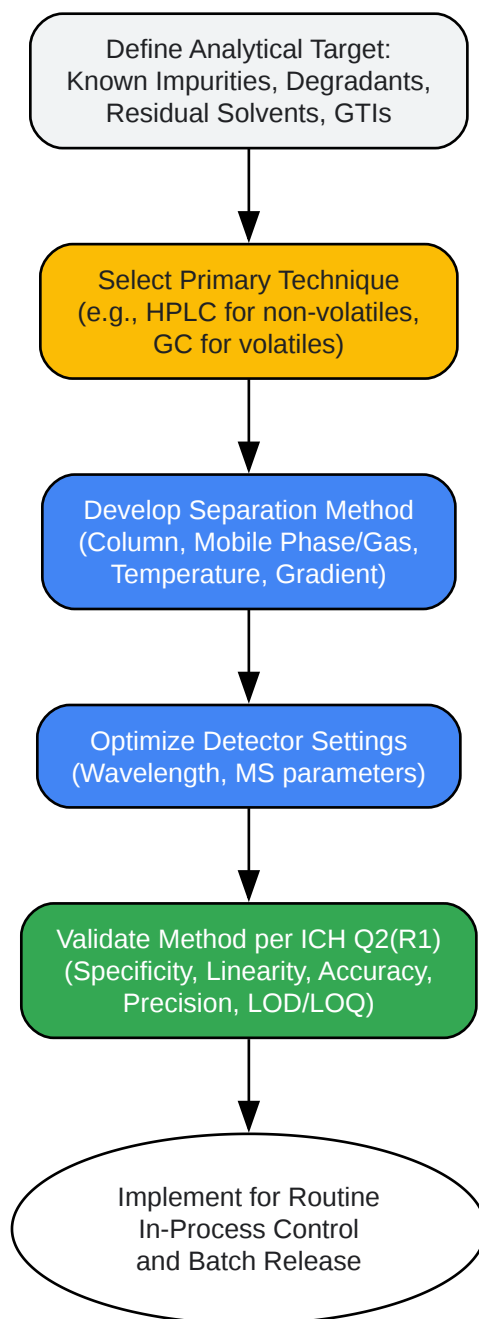 Define Analytical Target:
Known Impurities, Degradants,
Residual Solvents, GTIs
Select Primary Technique
(e.g., HPLC for non-volatiles,
GC for volatiles)
Develop Separation Method
(Column, Mobile Phase/Gas,
Temperature, Gradient)
Optimize Detector Settings
(Wavelength, MS parameters)
Validate Method per ICH Q2(R1)
(Specificity, Linearity, Accuracy,
Precision, LOD/LOQ)
Implement for Routine
In-Process Control
and Batch Release